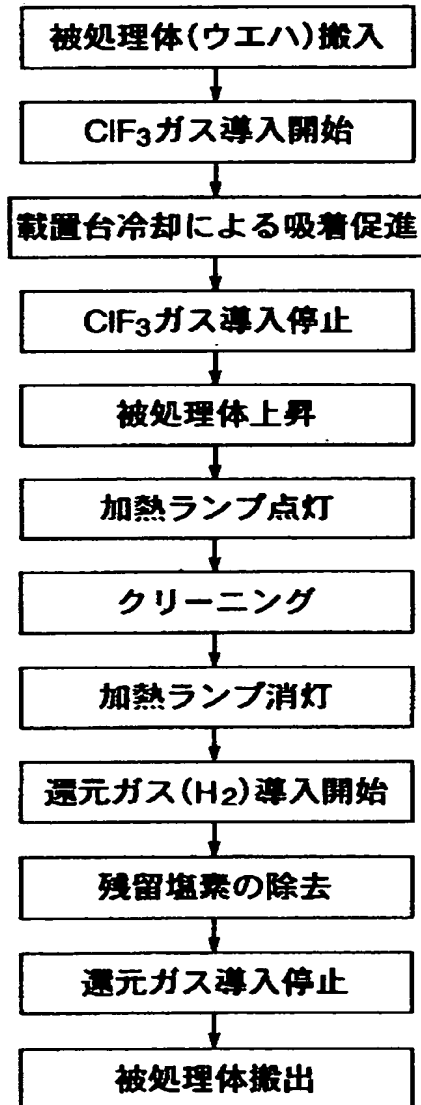 被処理体(ウエハ)搬入
ClF3ガス導入開始
載置台冷却による吸着促進
ClF3ガス導入停止
被処理体上昇
加熱ランプ点灯
クリーニング
加熱ランプ消灯
還元ガス(H2)導入開始
残留塩素の除去
還元ガス導入停止
被処理体搬出